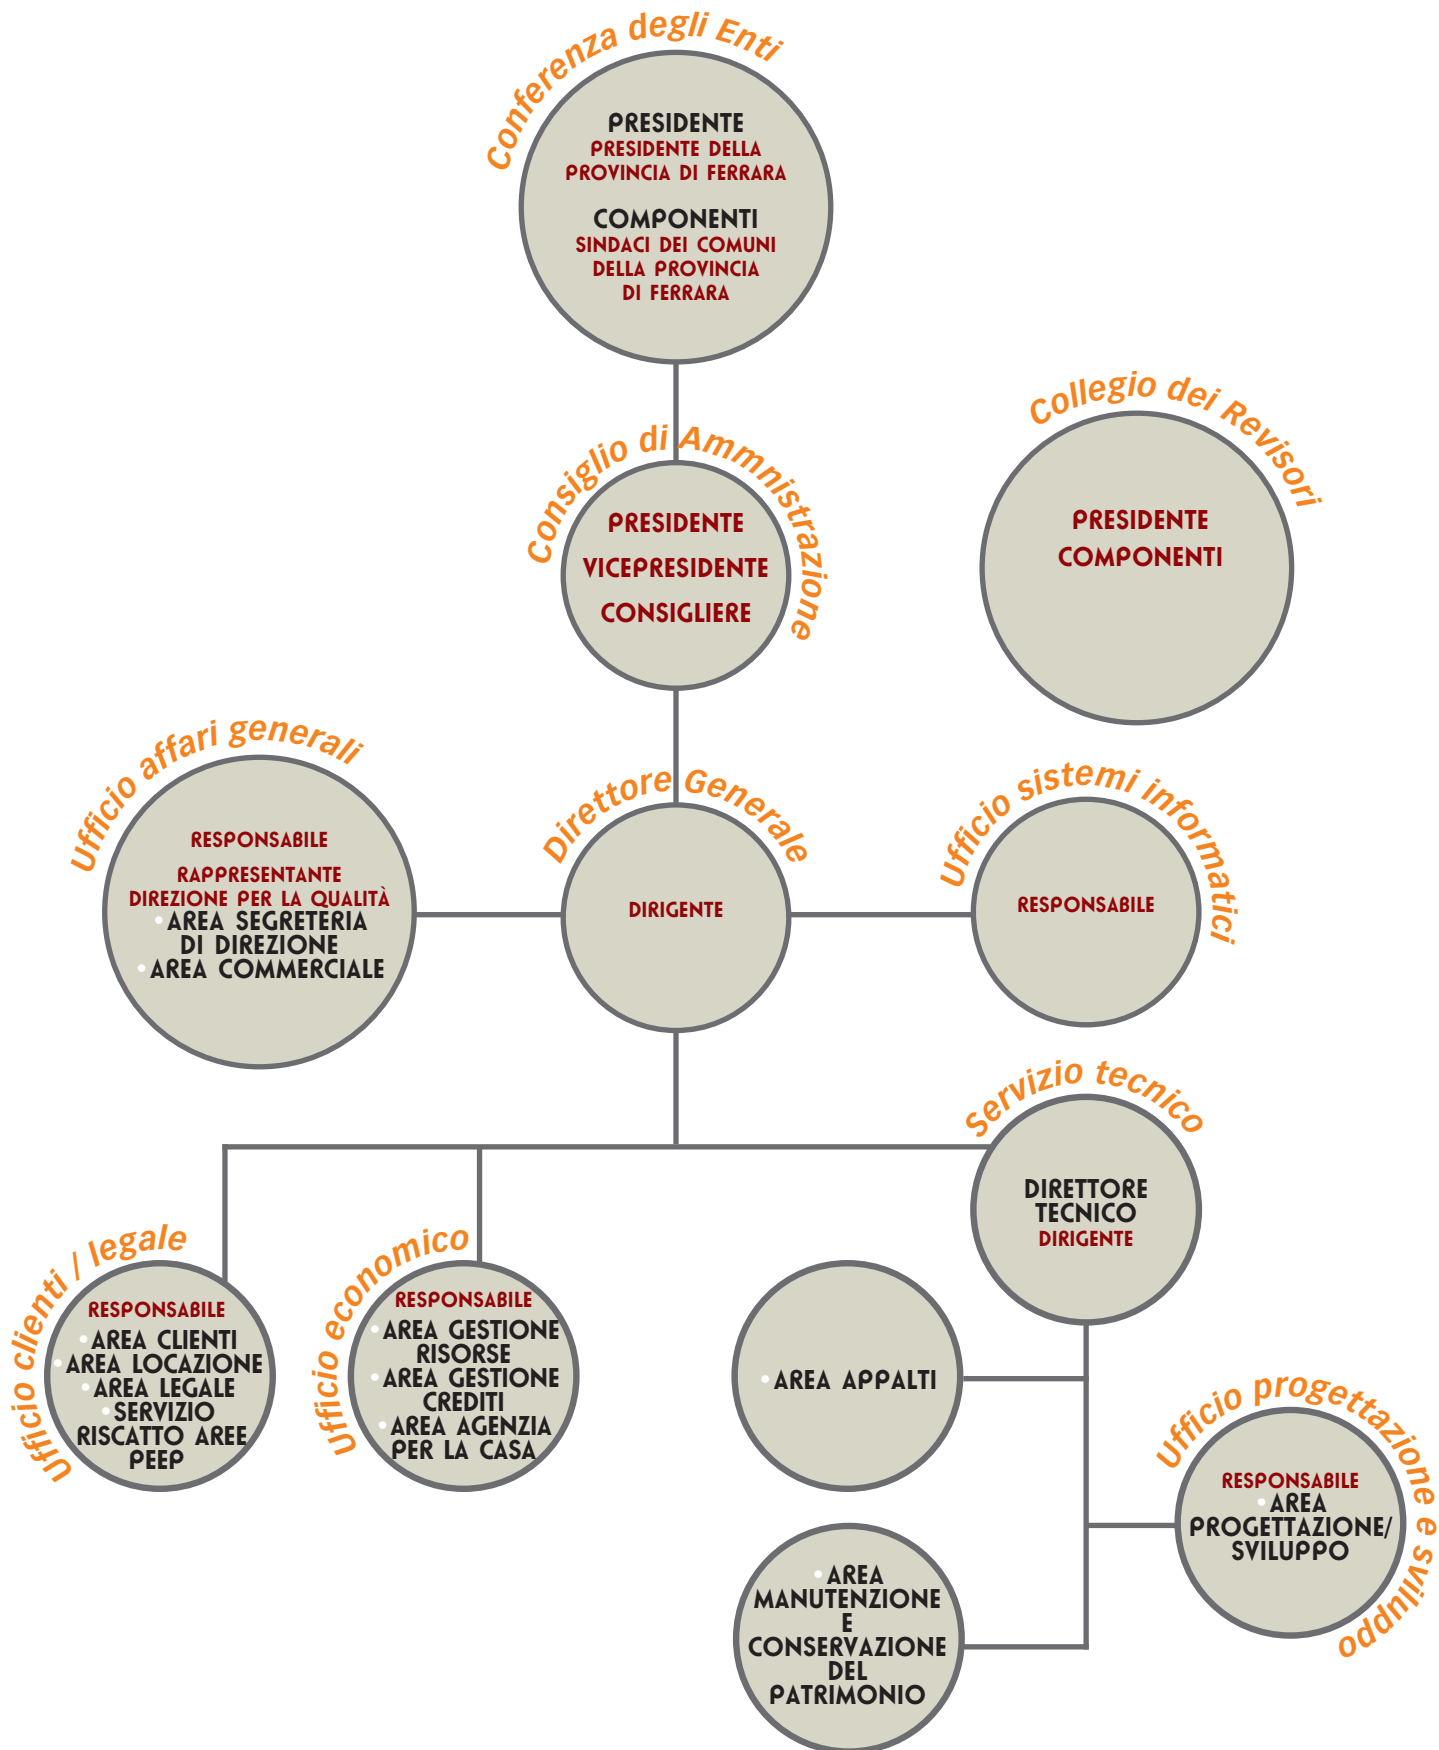 Conferenza degli Enti
PRESIDENTE
PRESIDENTE DELLA
PROVINCIA DI FERRARA
COMPONENTI
SINDACI DEI COMUNI
DELLA PROVINCIA
DI FERRARA
Consiglio di Ammnistrazione
PRESIDENTE
VICEPRESIDENTE
CONSIGLIERE
Collegio dei Revisori
PRESIDENTE
COMPONENTI
Ufficio affari generali
RESPONSABILE
RAPPRESENTANTE
DIREZIONE PER LA QUALITÀ
• AREA SEGRETERIA
DI DIREZIONE
• AREA COMMERCIALE
Direttore Generale
DIRIGENTE
Ufficio sistemi informatici
RESPONSABILE
Servizio tecnico
DIRETTORE
TECNICO
DIRIGENTE
Ufficio clienti / legale
RESPONSABILE
• AREA CLIENTI
• AREA LOCAZIONE
• AREA LEGALE
• SERVIZIO
RISCATTO AREE
PEEP
Ufficio economico
RESPONSABILE
• AREA GESTIONE
RISORSE
• AREA GESTIONE
CREDITI
• AREA AGENZIA
PER LA CASA
• AREA APPALTI
Ufficio progettazione e sviluppo
RESPONSABILE
• AREA
PROGETTAZIONE/
SVILUPPO
• AREA
MANUTENZIONE
E
CONSERVAZIONE
DEL
PATRIMONIO